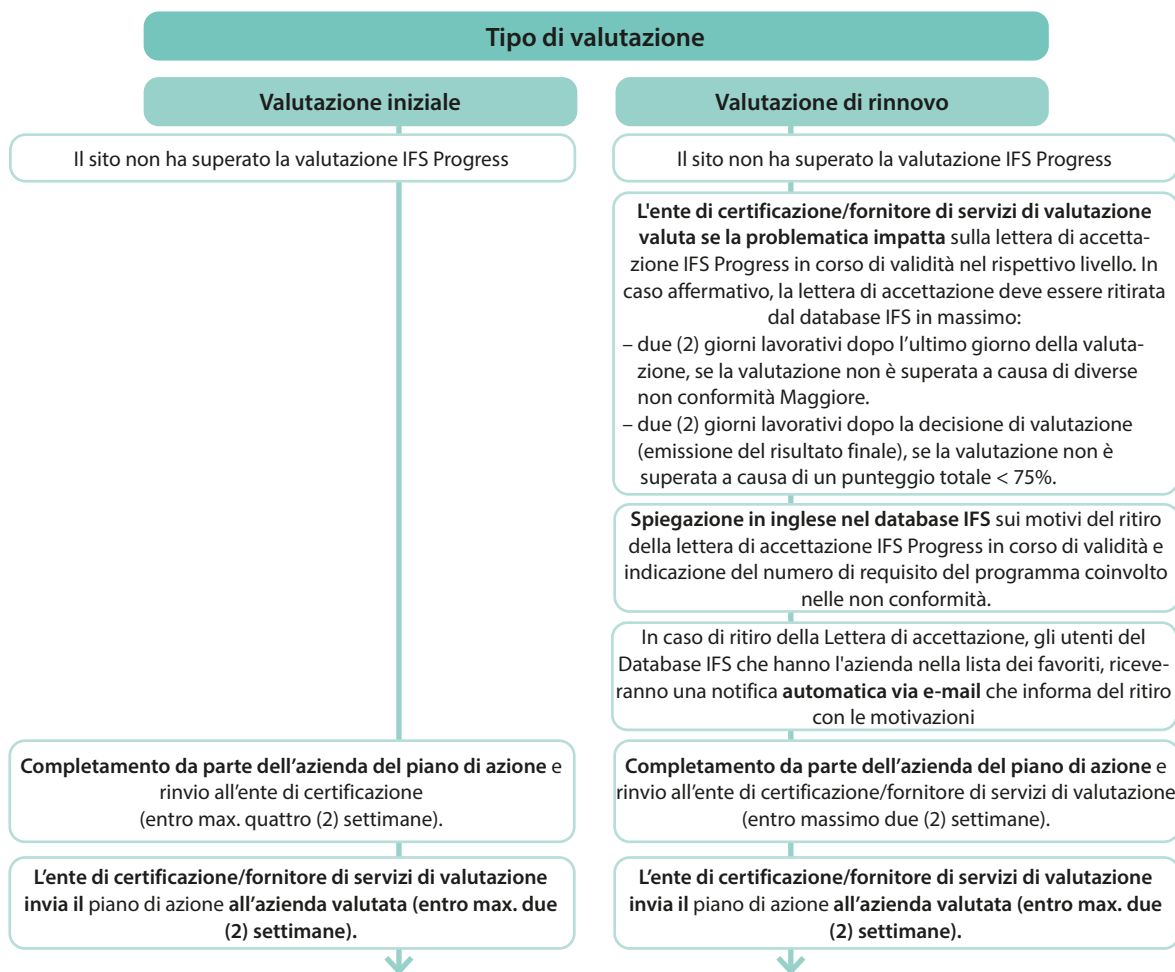 Tipo di valutazione
Valutazione iniziale
Valutazione di rinnovo
Il sito non ha superato la valutazione IFS Progress
Il sito non ha superato la valutazione IFS Progress
L'ente di certificazione/fornitore di servizi di valutazione
valuta se la problematica impatta sulla lettera di accetta-
zione IFS Progress in corso di validità nel rispettivo livello. In
caso affermativo, la lettera di accettazione deve essere ritirata
dal database IFS in massimo:
– due (2) giorni lavorativi dopo l’ultimo giorno della valuta-
zione, se la valutazione non è superata a causa di diverse
non conformità Maggiore.
– due (2) giorni lavorativi dopo la decisione di valutazione
(emissione del risultato finale), se la valutazione non è
superata a causa di un punteggio totale < 75%.
Spiegazione in inglese nel database IFS sui motivi del ritiro
della lettera di accettazione IFS Progress in corso di validità e
indicazione del numero di requisito del programma coinvolto
nelle non conformità.
In caso di ritiro della Lettera di accettazione, gli utenti del
Database IFS che hanno l'azienda nella lista dei favoriti, riceve-
ranno una notifica automatica via e-mail che informa del ritiro
con le motivazioni
Completamento da parte dell’azienda del piano di azione e
rinvio all’ente di certificazione
(entro max. quattro (2) settimane).
Completamento da parte dell’azienda del piano di azione e
rinvio all’ente di certificazione/fornitore di servizi di valutazione
(entro massimo due (2) settimane).
L’ente di certificazione/fornitore di servizi di valutazione
invia il piano di azione all’azienda valutata (entro max. due
(2) settimane).
L’ente di certificazione/fornitore di servizi di valutazione
invia il piano di azione all’azienda valutata (entro max. due
(2) settimane).